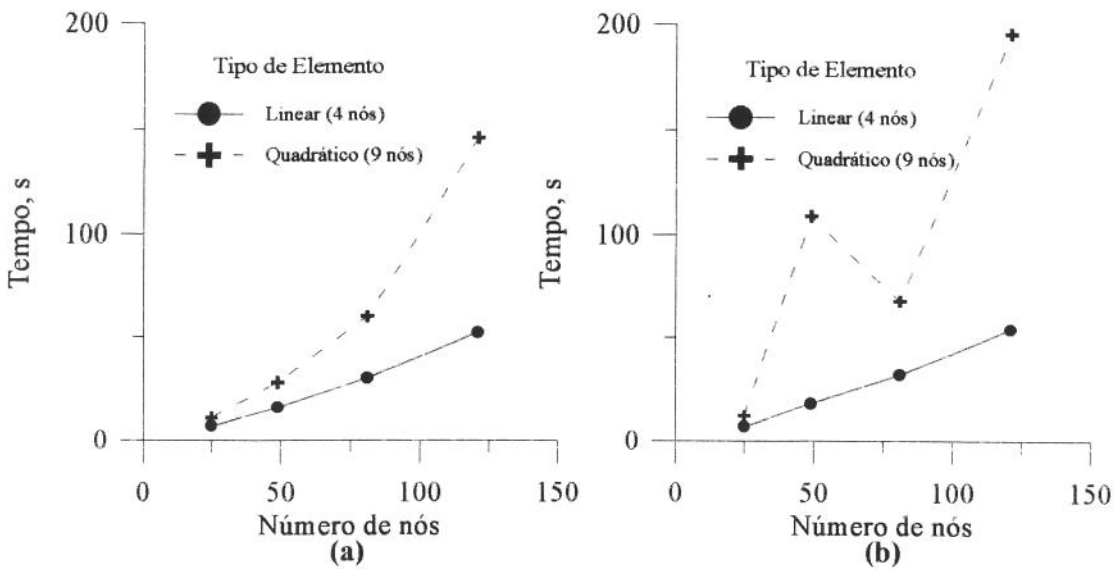 200
Tipo de Elemento
Linear (4 nós)
Quadrático (9 nós)
100
0
Tempo, s
0
50
100
150
Número de nós
(a)
200
Tipo de Elemento
Linear (4 nós)
Quadrático (9 nós)
100
0
Tempo, s
0
50
100
150
Número de nós
(b)